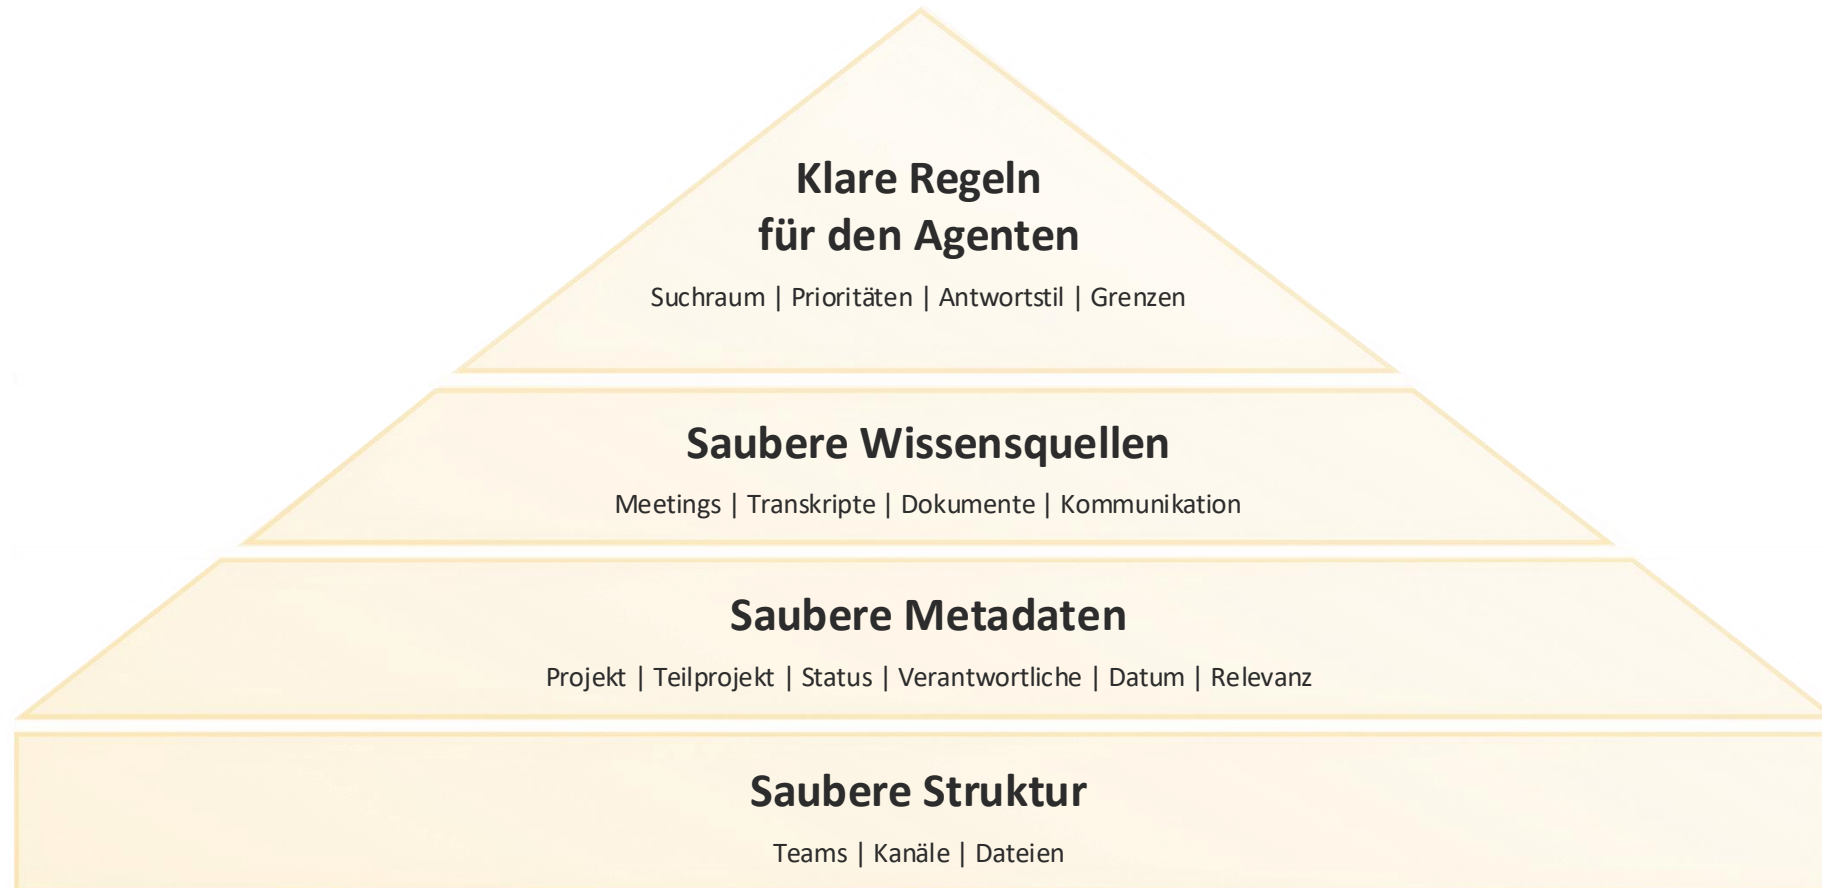 Klare Regeln
für den Agenten
Suchraum | Prioritäten | Antwortstil | Grenzen
Saubere Wissensquellen
Meetings | Transkripte | Dokumente | Kommunikation
Saubere Metadaten
Projekt | Teilprojekt | Status | Verantwortliche | Datum | Relevanz
Saubere Struktur
Teams | Kanäle | Dateien